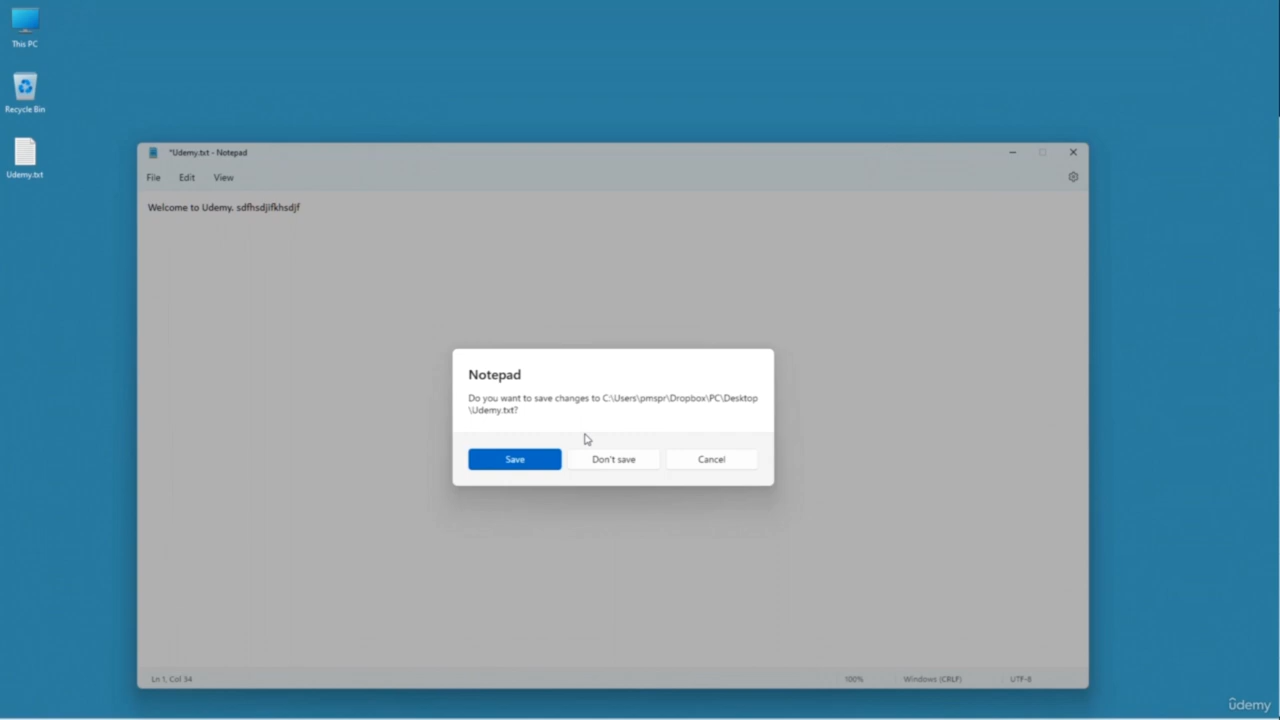 This PC
Recycle Bin
Udemy.txt
*Udemy.txt - Notepad
File Edit View
Welcome to Udemy. sdfhsdjifkhsdjf
Notepad
Do you want to save changes to C:\Users\pmspr\Dropbox\PC\Desktop
\Udemy.txt?
Save Don't save Cancel
Ln 1, Col 34 100% Windows (CRLF) UTF-8
ûdemy